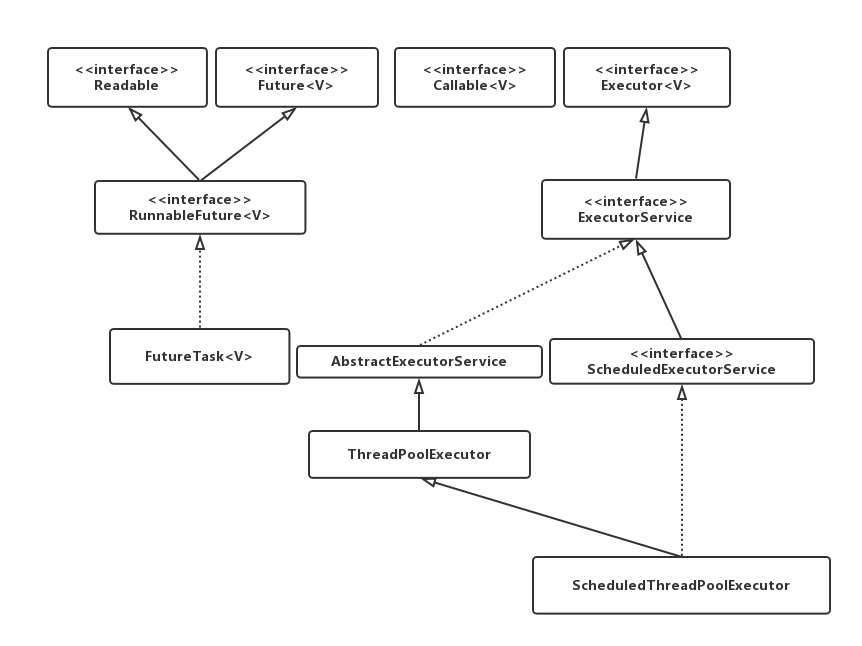 <<interface>>
Readable
<<interface>>
Future<V>
<<interface>>
Callable<V>
<<interface>>
Executor<V>
<<interface>>
RunnableFuture<V>
<<interface>>
ExecutorService
FutureTask<V>
AbstractExecutorService
<<interface>>
ScheduledExecutorService
ThreadPoolExecutor
ScheduledThreadPoolExecutor